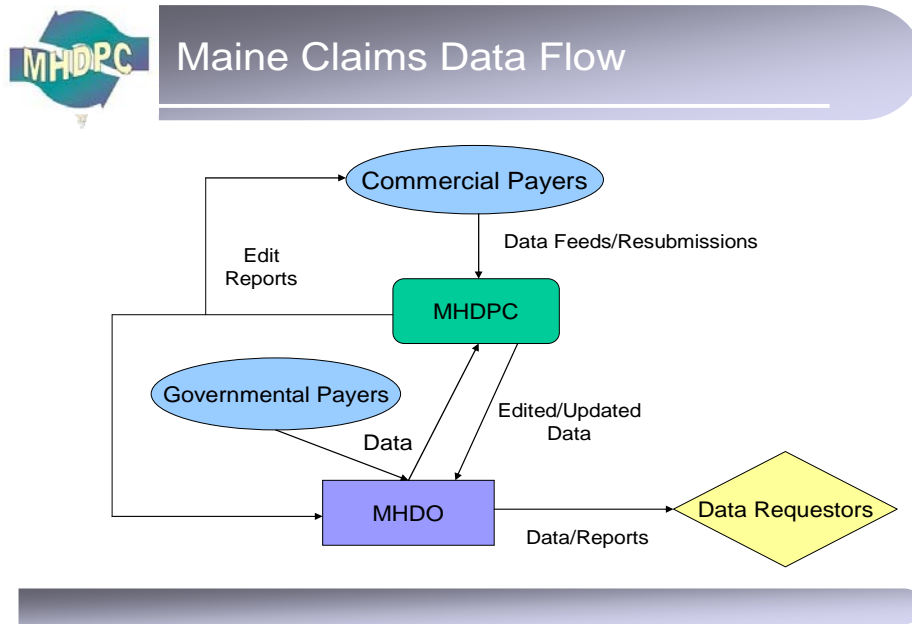 MHDPC
Maine Claims Data Flow
Commercial Payers
Data Feeds/Resubmissions
Edit
Reports
MHDPC
Governmental Payers
Edited/Updated
Data
Data
MHDO
Data Requestors
Data/Reports